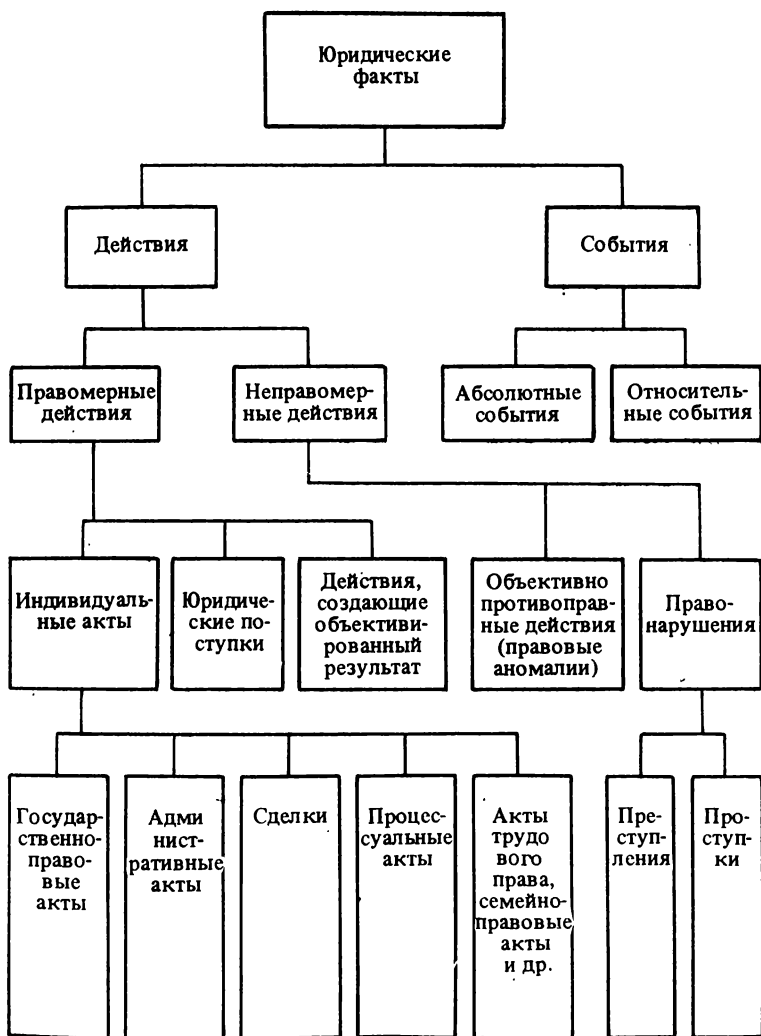 Юридические
факты
Действия
События
Правомерные
действия
Неправомер-
ные действия
Абсолютные
события
Относитель-
ные события
Индивидуаль-
ные акты
Юридиче-
ские по-
ступки
Действия,
создающие
объективи-
рованный
результат
Объективно
противоправ-
ные действия
(правовые
аномалии)
Право-
нарушения
Государ-
ственно-
право-
вые
акты
Адми
нист-
ративные
акты
Сделки
Процес-
суальные
акты
Акты
трудо
вого
права,
семейно-
правовые
акты
и др.
Пре-
ступ-
ления
Про-
ступ-
ки